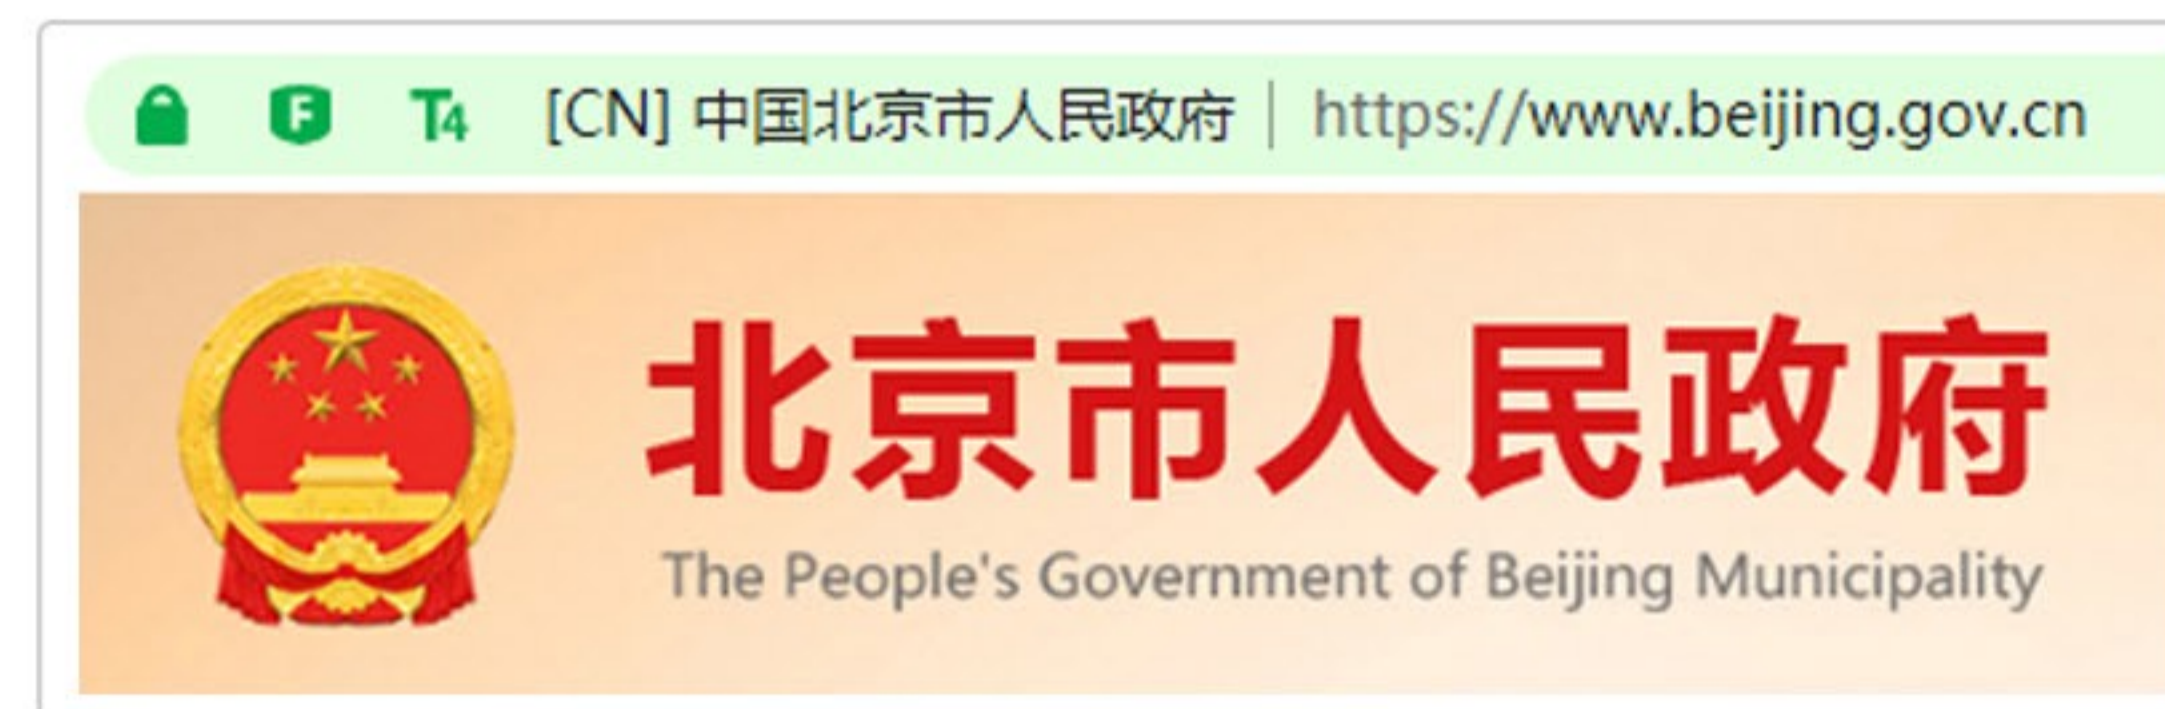 F T4 [CN] 中国北京市人民政府 | https://www.beijing.gov.cn
北京市人民政府
The People's Government of Beijing Municipality